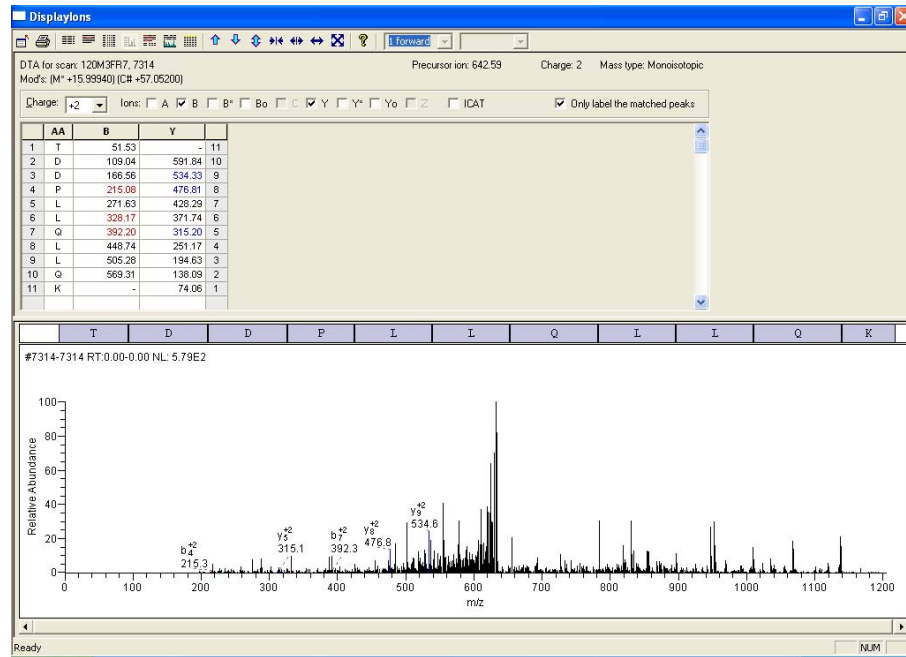 DisplayIons
1 forward
DTA for scan: 120M3FR7, 7314 Precursor ion: 642.59 Charge: 2 Mass type: Monoisotopic
Mod's: (M* +15.99940) (C# +57.05200)
Charge: +2 Ions: A B B* Bo C Y Y* Yo Z ICAT Only label the matched peaks
AA B Y
1 T 51.53 - 11
2 D 109.04 591.84 10
3 D 166.56 534.33 9
4 P 215.08 476.81 8
5 L 271.63 428.29 7
6 L 328.17 371.74 6
7 Q 392.20 315.20 5
8 L 448.74 251.17 4
9 L 505.28 194.63 3
10 Q 569.31 138.09 2
11 K - 74.06 1
T D D P L L Q L L Q K
#7314-7314 RT:0.00-0.00 NL: 5.79E2
Relative Abundance
100
80
60
40
20
0
b4+2
215.3
y5+2
315.1
b7+2
392.3
y8+2
476.8
y9+2
534.6
0 100 200 300 400 500 600 700 800 900 1000 1100 1200
m/z
Ready NUM